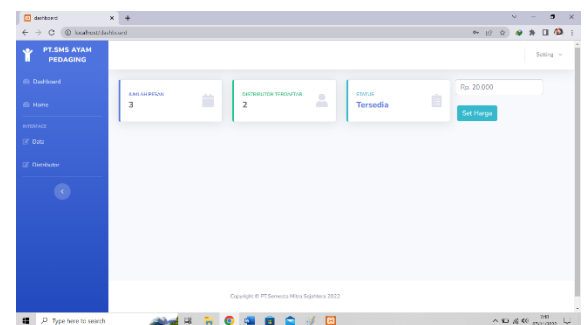 dashboard
localhost/dashboard
PT.SMS AYAM
PEDAGING
Setting
Dashboard
Home
INTERFACE
Data
Distributor
JUMLAH PESAN
3
DISTRIBUTOR TERDAFTAR
2
STATUS
Tersedia
Rp. 20.000
Set Harga
Copyright © PT Semesta Mitra Sejahtera 2022
Type here to search